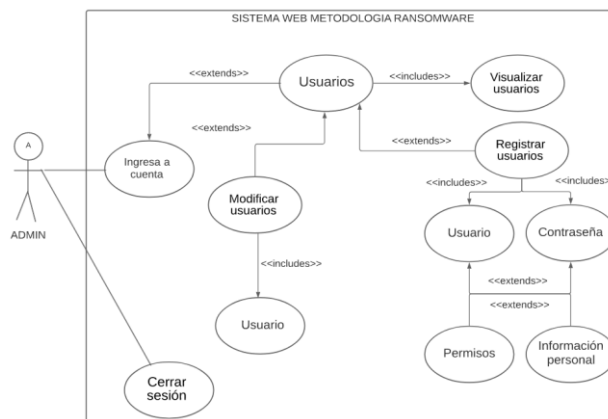 SISTEMA WEB METODOLOGIA RANSOMWARE
<<extends>>
Usuarios
<<includes>>
Visualizar
usuarios
<<extends>>
<<extends>>
Registrar
usuarios
A
ADMIN
Ingresa a
cuenta
Modificar
usuarios
<<includes>>
<<includes>>
Usuario
Contraseña
<<includes>>
<<extends>>
<<extends>>
Usuario
Permisos
Información
personal
Cerrar
sesión